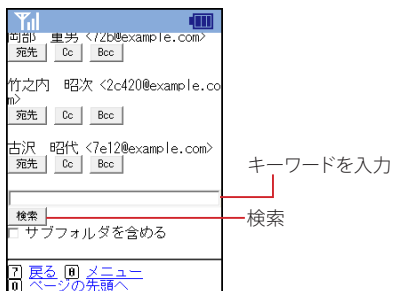 岡部　重男 <72b@example.com>
宛先 Cc Bcc
竹之内　昭次 <2c420@example.co
m>
宛先 Cc Bcc
古沢　昭代 <7e12@example.com>
宛先 Cc Bcc
キーワードを入力
検索
検索
サブフォルダを含める
7 戻る 8 メニュー
0 ページの先頭へ